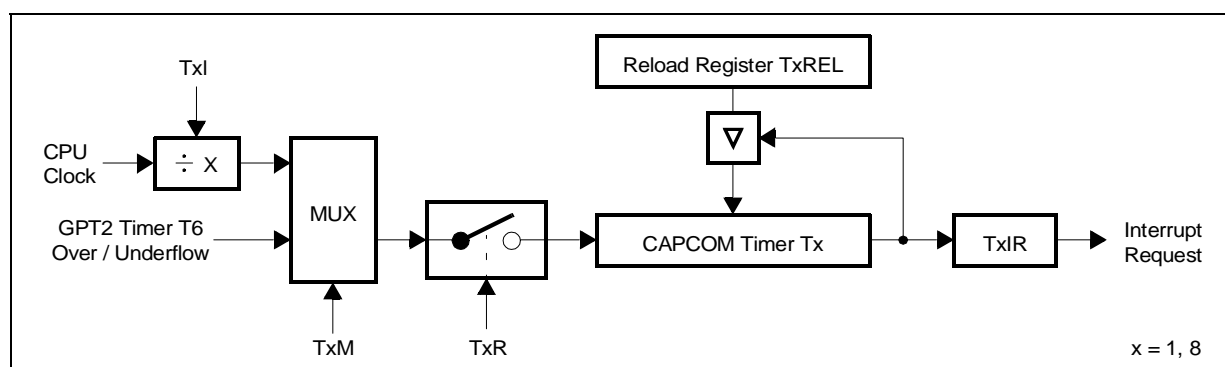 TxI
Reload Register TxREL
CPU
Clock
÷ X
MUX
GPT2 Timer T6
Over / Underflow
CAPCOM Timer Tx
TxIR
Interrupt
Request
TxM
TxR
x = 1, 8